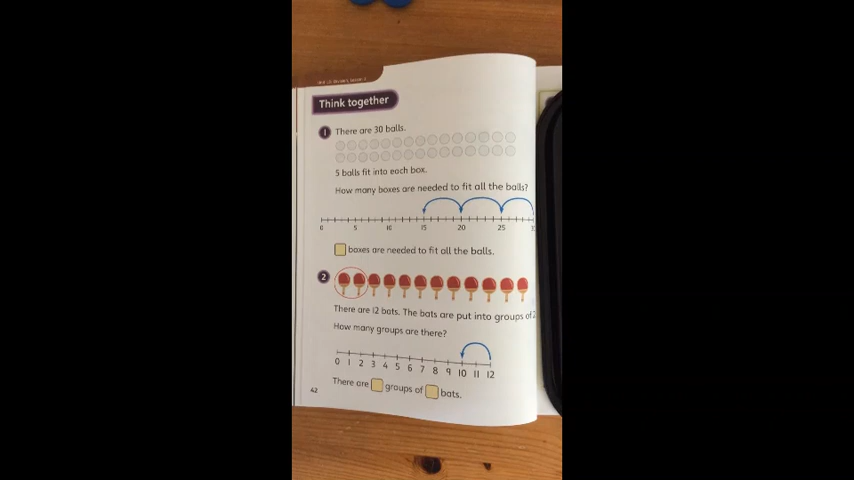 Think together
1 There are 30 balls.
5 balls fit into each box.
How many boxes are needed to fit all the balls?
0 5 10 15 20 25
boxes are needed to fit all the balls.
2
There are 12 bats. The bats are put into groups of 2
How many groups are there?
0 1 2 3 4 5 6 7 8 9 10 11 12
There are groups of bats.
42